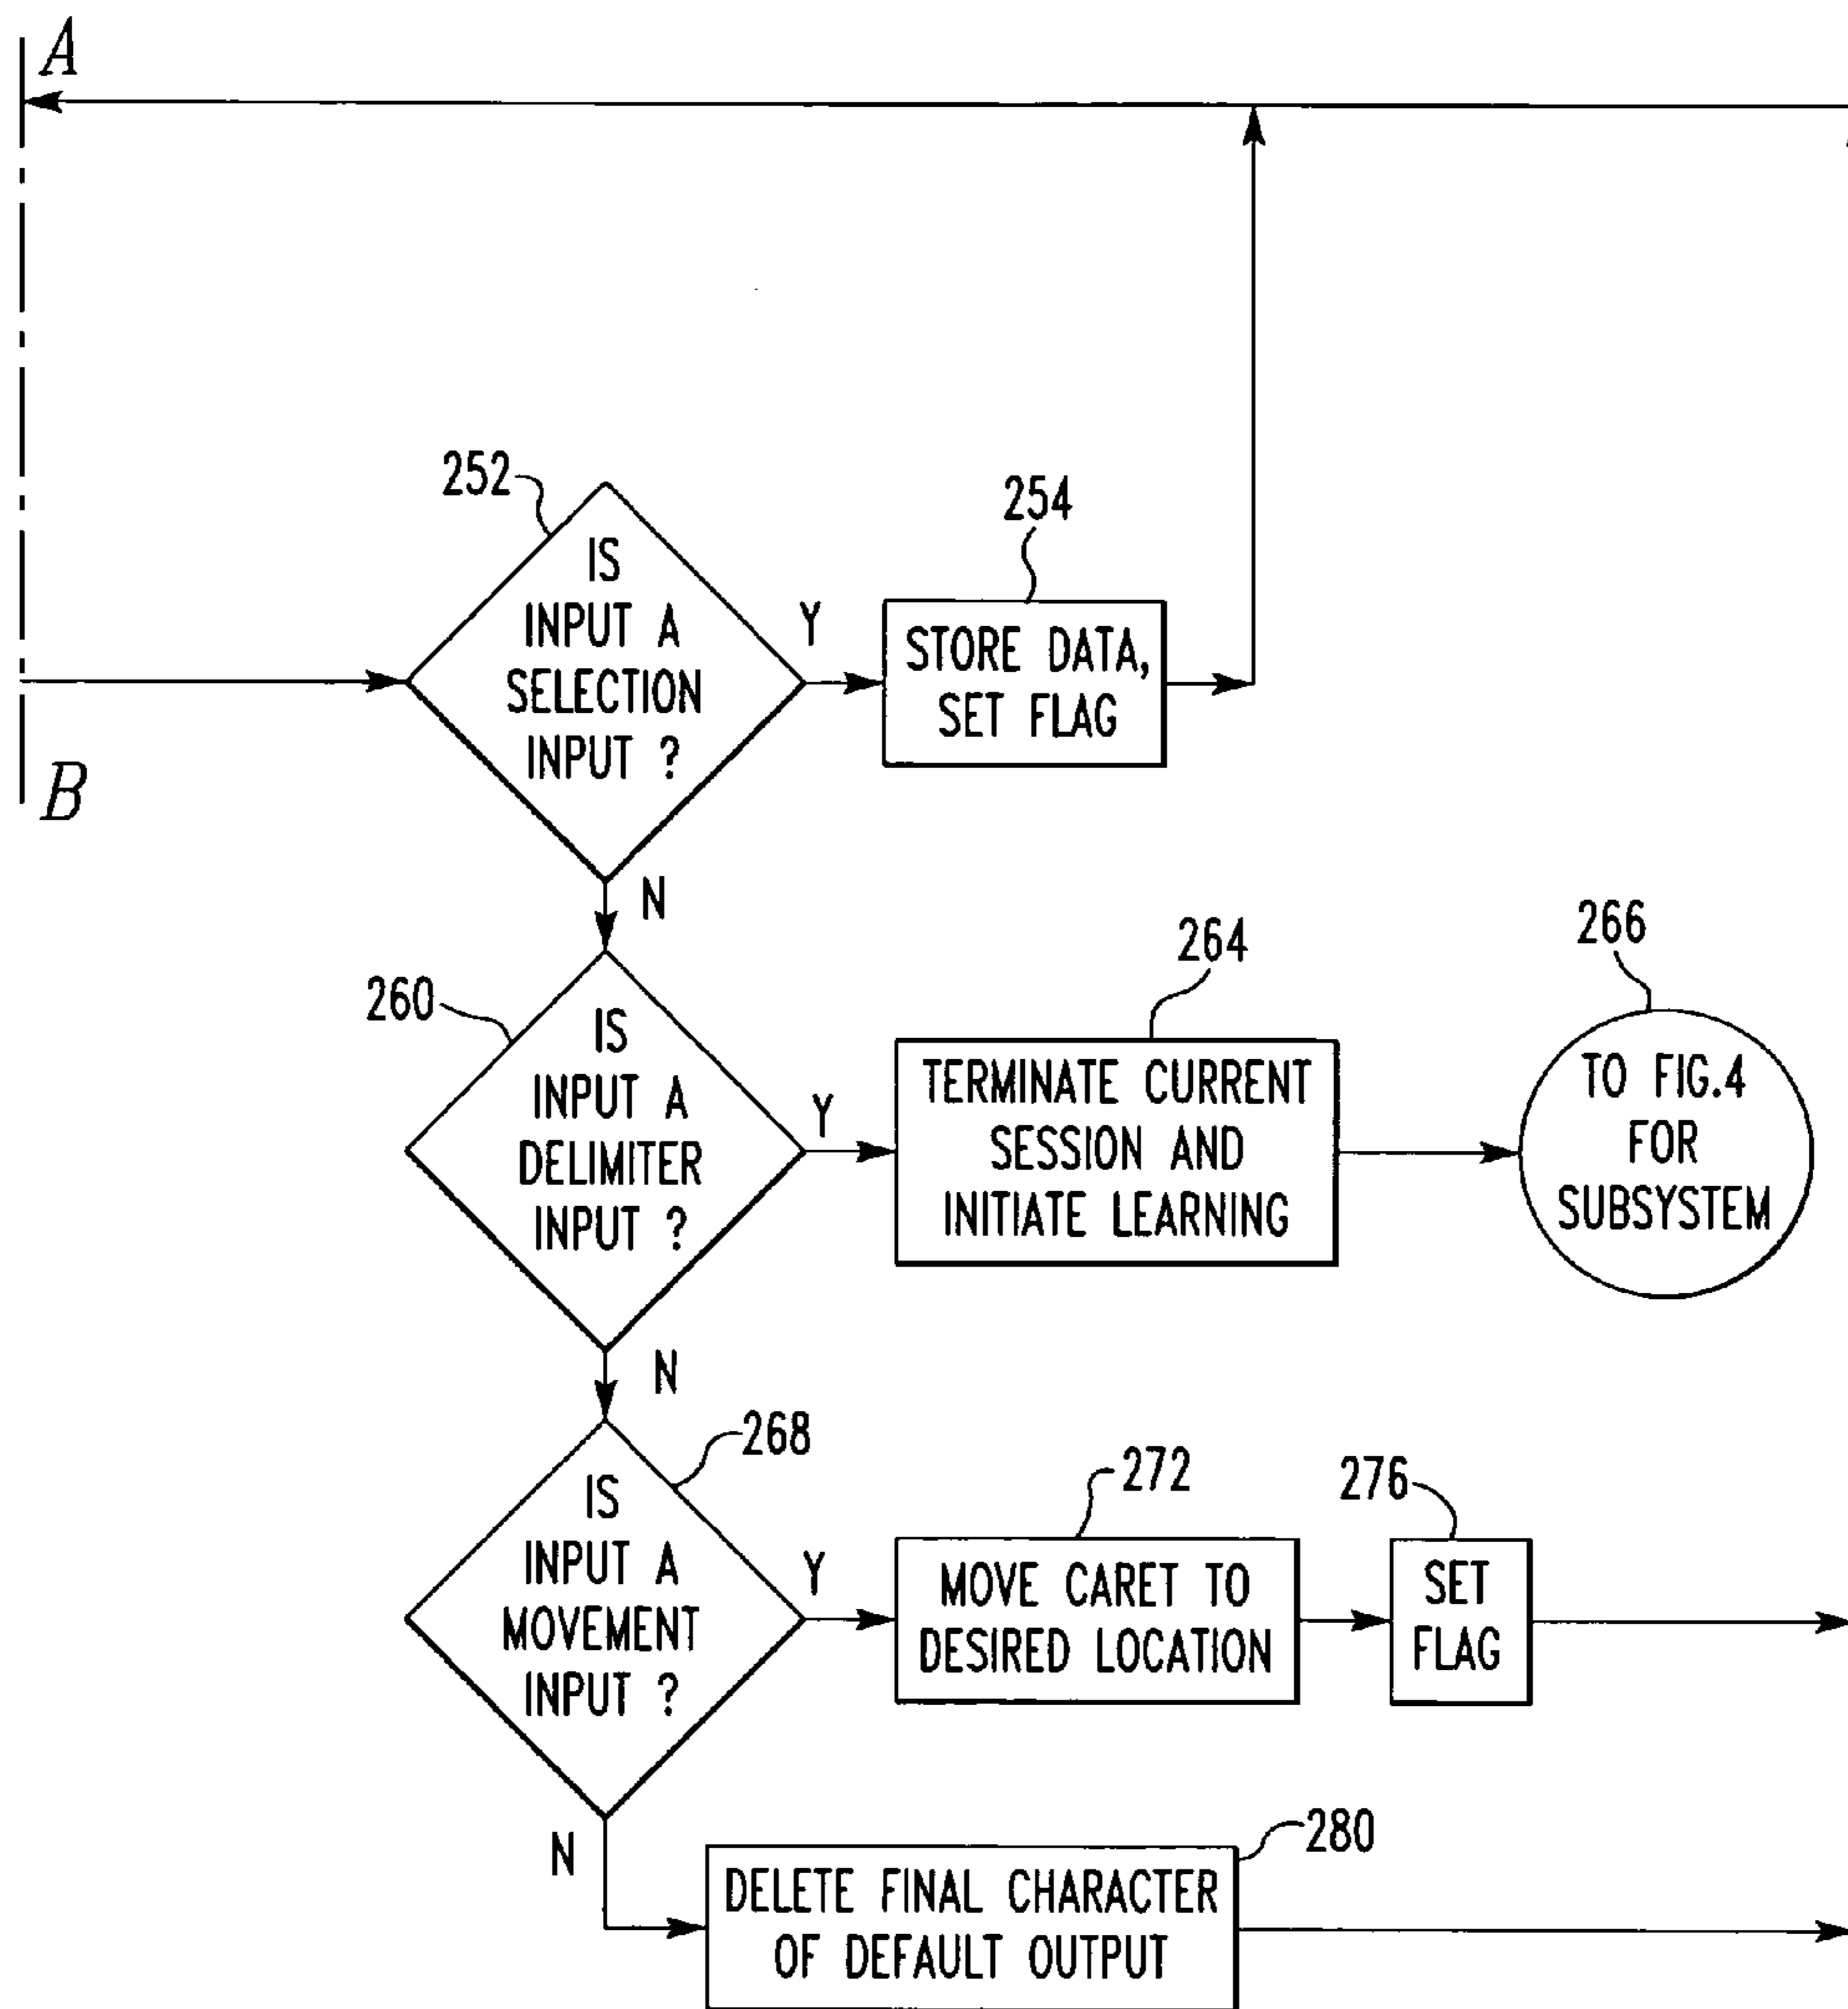 A
B
252
IS
INPUT A
SELECTION
INPUT ?
Y
254
STORE DATA,
SET FLAG
N
260
IS
INPUT A
DELIMITER
INPUT ?
Y
264
TERMINATE CURRENT
SESSION AND
INITIATE LEARNING
266
TO FIG.4
FOR
SUBSYSTEM
N
268
IS
INPUT A
MOVEMENT
INPUT ?
Y
272
MOVE CARET TO
DESIRED LOCATION
276
SET
FLAG
N
280
DELETE FINAL CHARACTER
OF DEFAULT OUTPUT